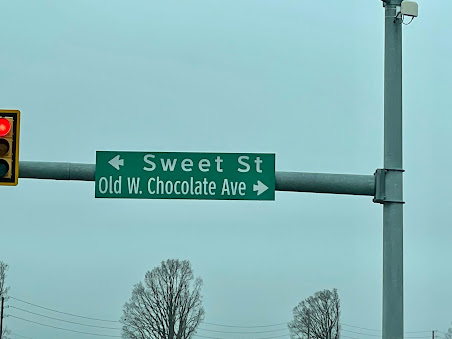 ← Sweet St
Old W. Chocolate Ave →